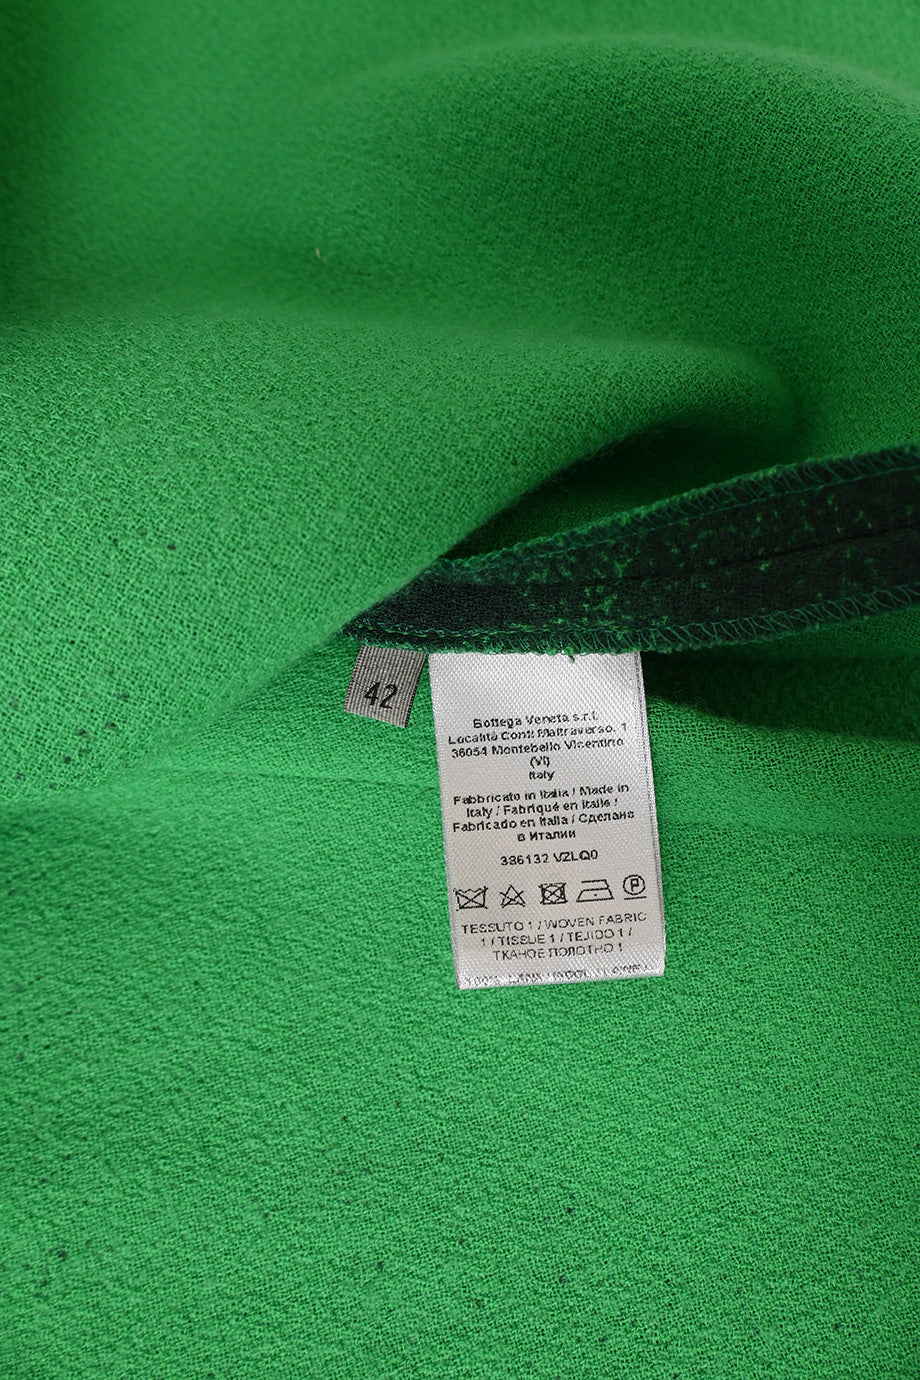 42
Bottega Veneta s.r.l.
Località Conti Maltraverso, 1
36054 Montebello Vicentino
(VI)
Italy
Fabbricato in Italia / Made in
Italy / Fabriqué en Italie /
Fabricado en Italia / Сделано
в Италии
386132 VZLQ0
P
TESSUTO 1 / WOVEN FABRIC
1 / TISSUE 1 / TEJIDO 1 /
ТКАНОЕ ПОЛОТНО 1